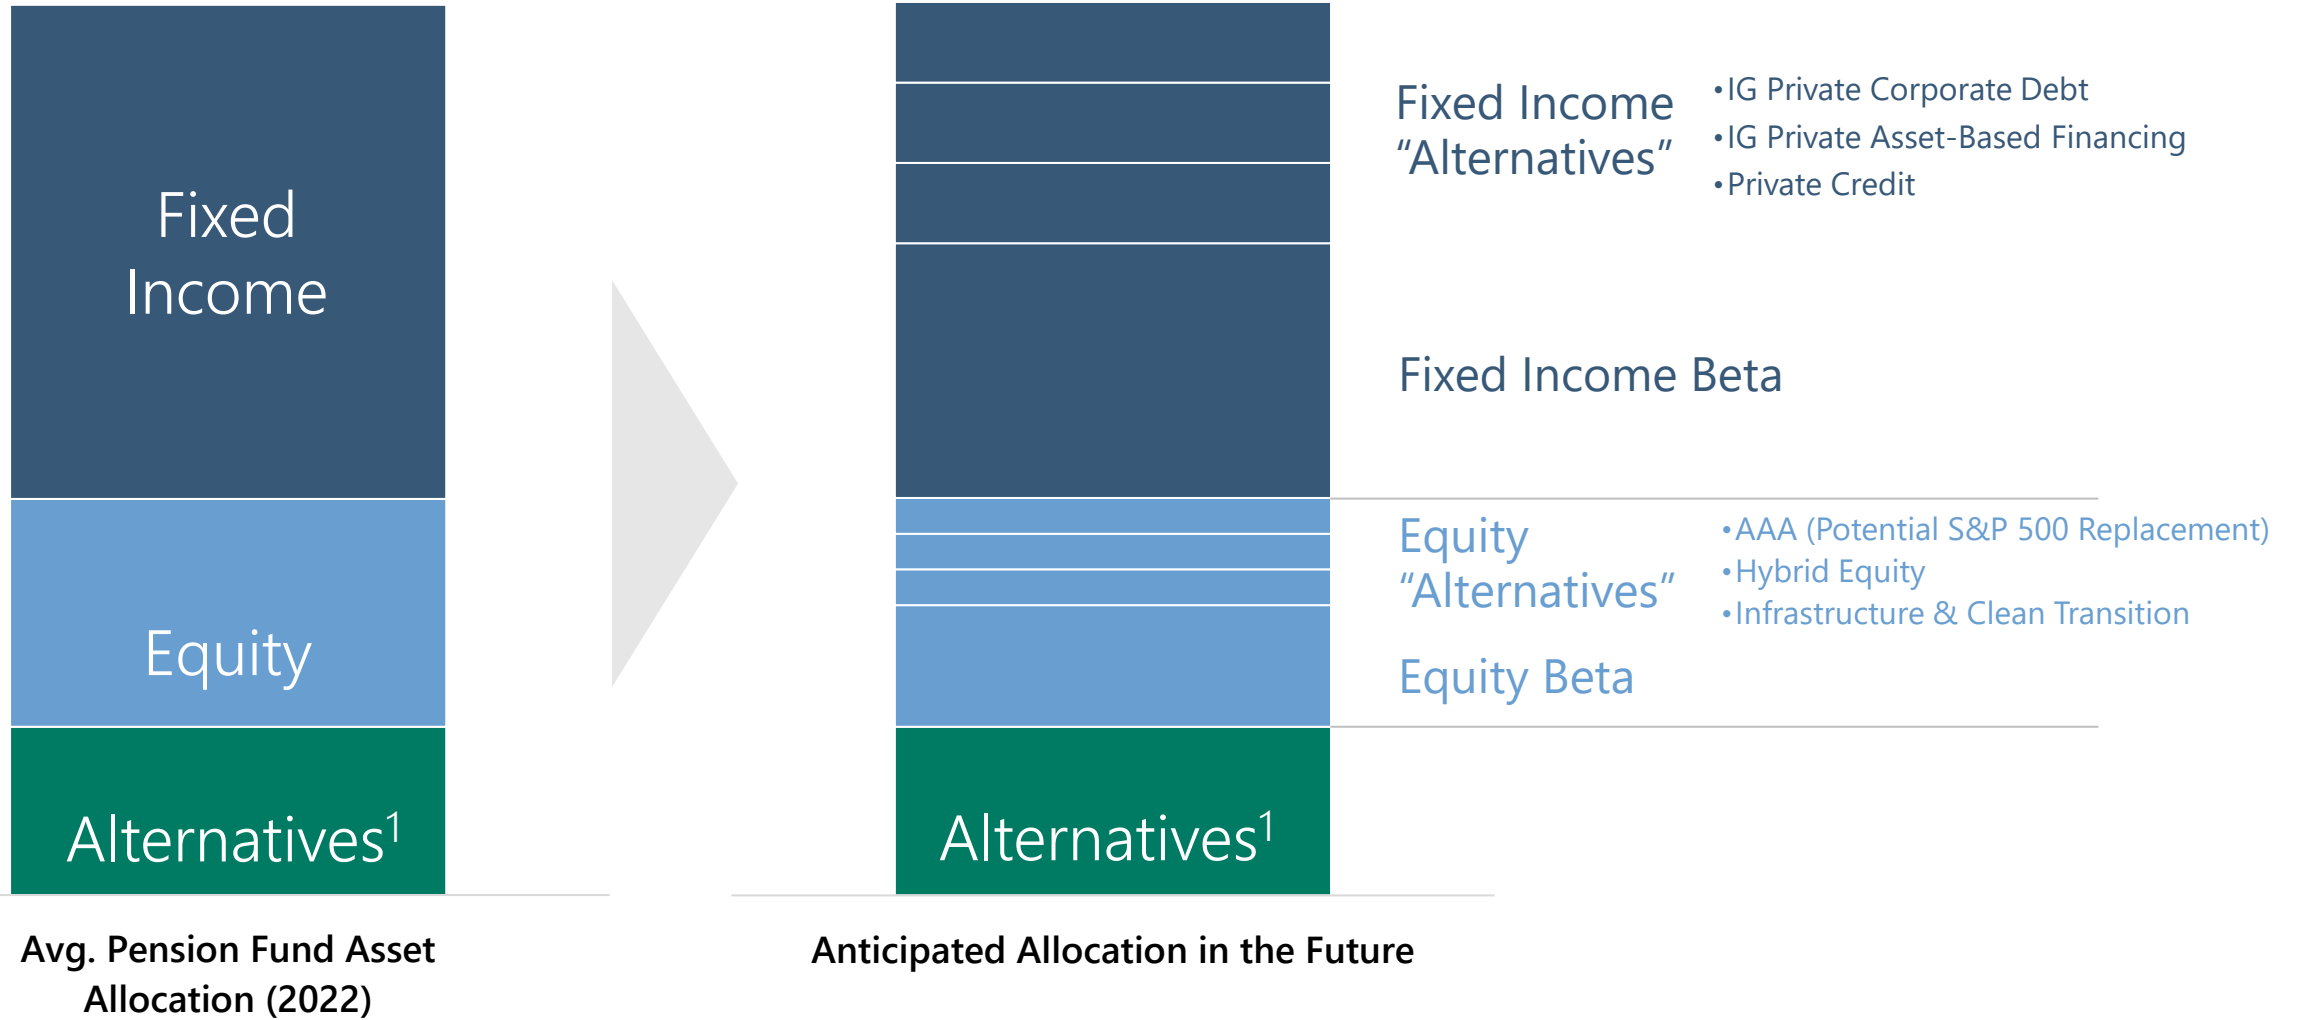 Fixed
Income
Equity
Alternatives¹
Avg. Pension Fund Asset
Allocation (2022)
Alternatives¹
Anticipated Allocation in the Future
Fixed Income
“Alternatives”
•IG Private Corporate Debt
•IG Private Asset-Based Financing
•Private Credit
Fixed Income Beta
Equity
“Alternatives”
•AAA (Potential S&P 500 Replacement)
•Hybrid Equity
•Infrastructure & Clean Transition
Equity Beta